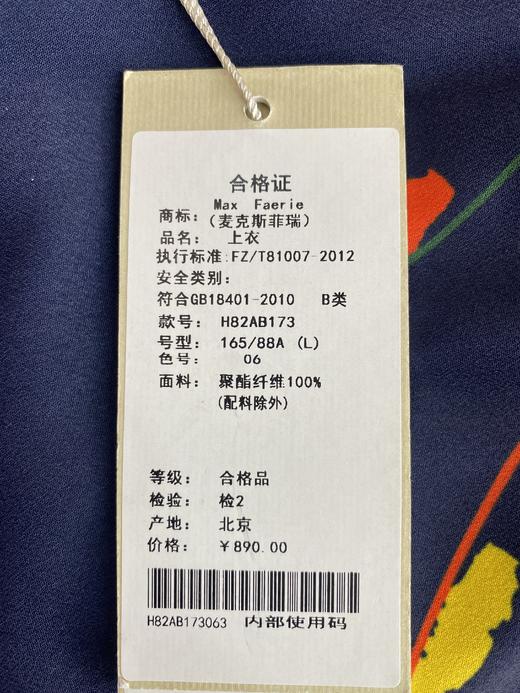 合格证
Max Faerie
商标：（麦克斯菲瑞）
品名： 上衣
执行标准:FZ/T81007-2012
安全类别:
符合GB18401-2010 B类
款号： H82AB173
号型： 165/88A (L)
色号： 06
面料： 聚酯纤维100%
(配料除外)
等级： 合格品
检验： 检2
产地： 北京
价格： ￥890.00
H82AB173063 内部使用码